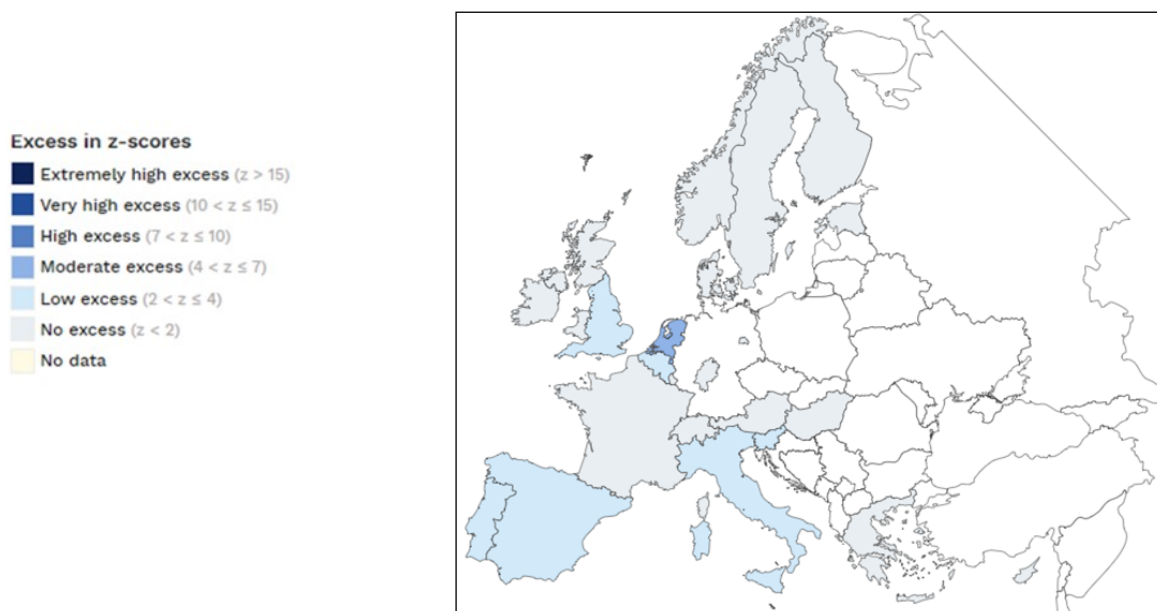 Excess in z-scores
Extremely high excess (z > 15)
Very high excess (10 < z ≤ 15)
High excess (7 < z ≤ 10)
Moderate excess (4 < z ≤ 7)
Low excess (2 < z ≤ 4)
No excess (z < 2)
No data